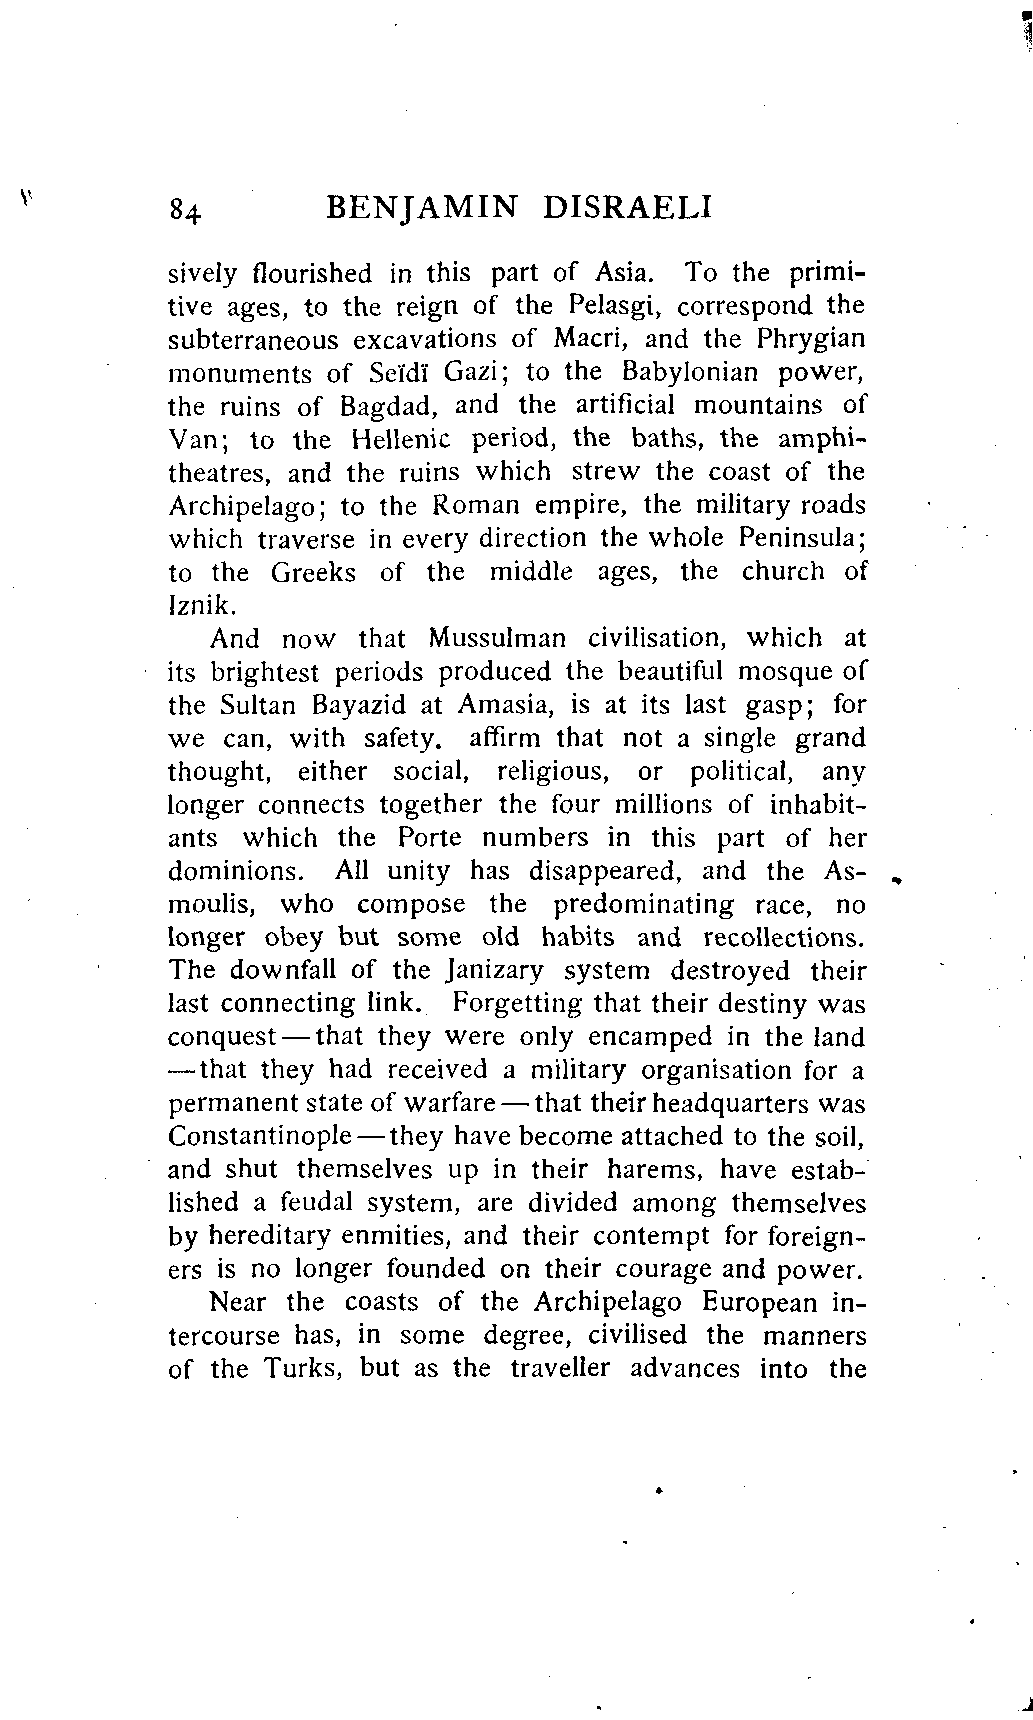 84 BENJAMIN DISRAELI
sively flourished in this part of Asia. To the primi-
tive ages, to the reign of the Pelasgi, correspond the
subterraneous excavations of Macri, and the Phrygian
monuments of Seïdï Gazi; to the Babylonian power,
the ruins of Bagdad, and the artificial mountains of
Van; to the Hellenic period, the baths, the amphi-
theatres, and the ruins which strew the coast of the
Archipelago; to the Roman empire, the military roads
which traverse in every direction the whole Peninsula;
to the Greeks of the middle ages, the church of
Iznik.
And now that Mussulman civilisation, which at
its brightest periods produced the beautiful mosque of
the Sultan Bayazid at Amasia, is at its last gasp; for
we can, with safety. affirm that not a single grand
thought, either social, religious, or political, any
longer connects together the four millions of inhabit-
ants which the Porte numbers in this part of her
dominions. All unity has disappeared, and the As-
moulis, who compose the predominating race, no
longer obey but some old habits and recollections.
The downfall of the Janizary system destroyed their
last connecting link. Forgetting that their destiny was
conquest—that they were only encamped in the land
—that they had received a military organisation for a
permanent state of warfare—that their headquarters was
Constantinople—they have become attached to the soil,
and shut themselves up in their harems, have estab-
lished a feudal system, are divided among themselves
by hereditary enmities, and their contempt for foreign-
ers is no longer founded on their courage and power.
Near the coasts of the Archipelago European in-
tercourse has, in some degree, civilised the manners
of the Turks, but as the traveller advances into the